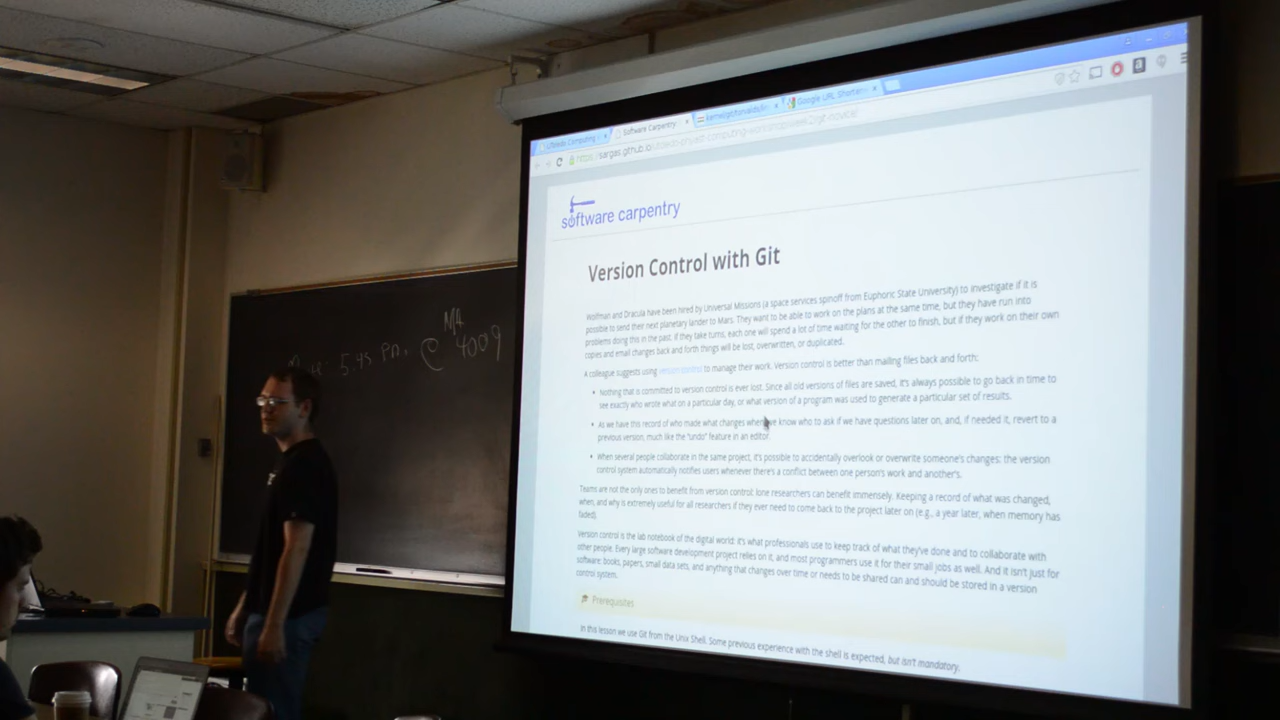 Software Carpentry
Google URL Shorten
https://sargas.github.io/
software carpentry
Version Control with Git
Wolfman and Dracula have been hired by Universal Missions (a space services spinoff from Euphoric State University) to investigate if it is
possible to send their next planetary lander to Mars. They want to be able to work on the plans at the same time, but they have run into
problems doing this in the past. If they take turns, each one will spend a lot of time waiting for the other to finish, but if they work on their own
copies and email changes back and forth things will be lost, overwritten, or duplicated.
A colleague suggests using version control to manage their work. Version control is better than mailing files back and forth:
Nothing that is committed to version control is ever lost. Since all old versions of files are saved, it's always possible to go back in time to
see exactly who wrote what on a particular day, or what version of a program was used to generate a particular set of results.
As we have this record of who made what changes when, we know who to ask if we have questions later on, and, if needed it, revert to a
previous version, much like the "undo" feature in an editor.
When several people collaborate in the same project, it's possible to accidentally overlook or overwrite someone's changes: the version
control system automatically notifies users whenever there's a conflict between one person's work and another's.
Teams are not the only ones to benefit from version control: lone researchers can benefit immensely. Keeping a record of what was changed,
when, and why is extremely useful for all researchers if they ever need to come back to the project later on (e.g., a year later, when memory has
faded).
Version control is the lab notebook of the digital world: it's what professionals use to keep track of what they've done and to collaborate with
other people. Every large software development project relies on it, and most programmers use it for their small jobs as well. And it isn't just for
software: books, papers, small data sets, and anything that changes over time or needs to be shared can and should be stored in a version
control system.
Prerequisites
In this lesson we use Git from the Unix Shell. Some previous experience with the shell is expected, but isn't mandatory.
5:45 PM, @ 4009